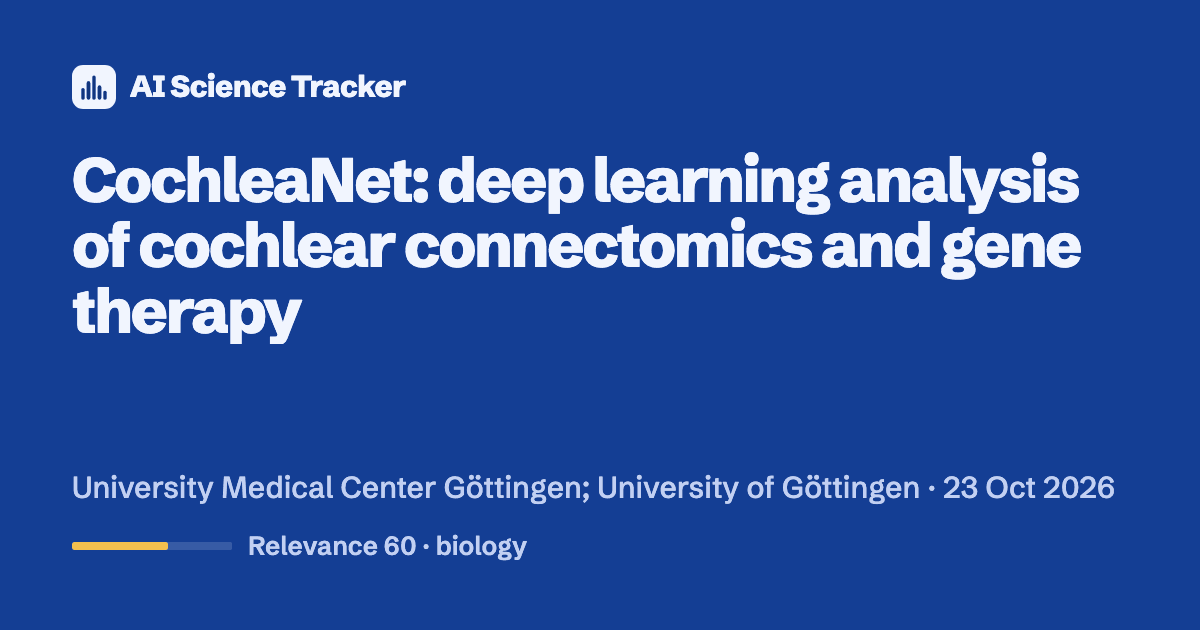 AI Science Tracker
CochleaNet: deep learning analysis
of cochlear connectomics and gene
therapy
University Medical Center Göttingen; University of Göttingen · 23 Oct 2026
Relevance 60 · biology